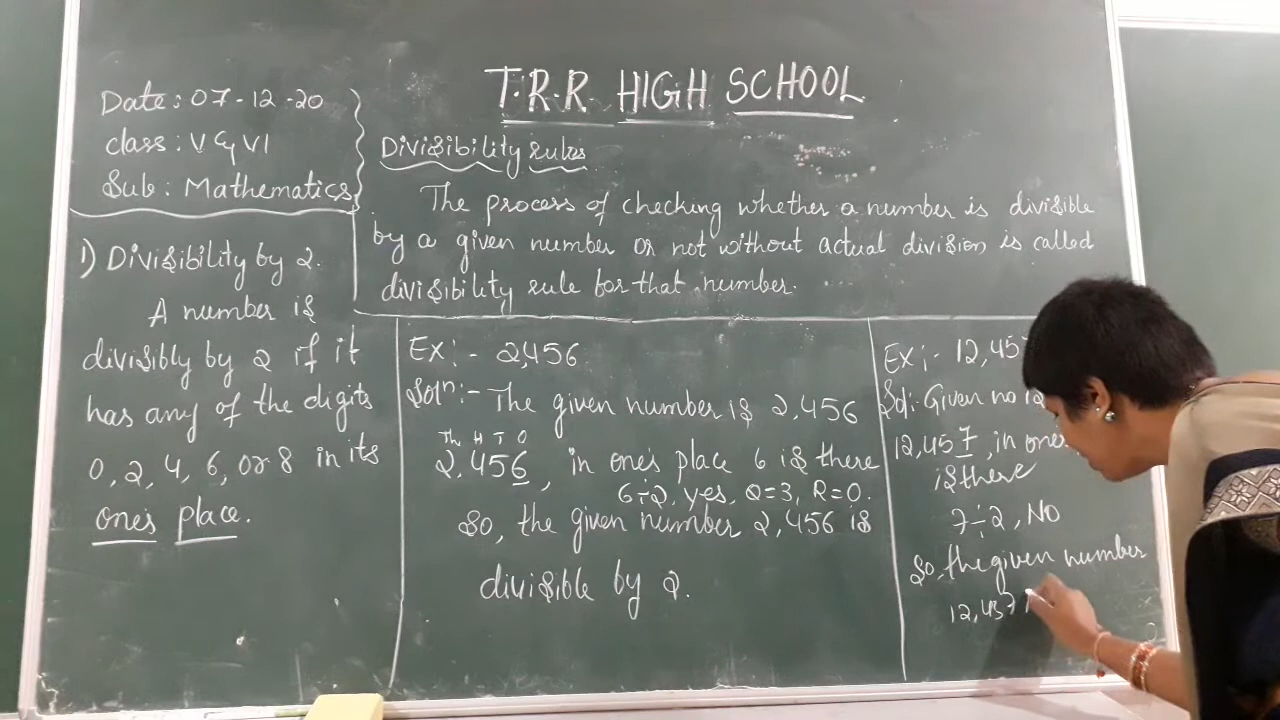 T.R.R. HIGH SCHOOL
Date: 07-12-20
class: V & VI
Sub: Mathematics
Divisibility rules
The process of checking whether a number is divisible
by a given number or not without actual division is called
divisibility rule for that number.
1) Divisibility by 2.
A number is
divisibly by 2 if it
has any of the digits
0, 2, 4, 6, or 8 in its
one's place.
Ex:- 2,456
Soln:- The given number is 2,456
Th H T O
2,456, in one's place 6 is there
6÷2, yes, Q=3, R=0.
So, the given number 2,456 is
divisible by 2.
Ex:- 12,457
Sol:- Given no is
12,457, in one
is there
7÷2, No
So, the given number
12,457